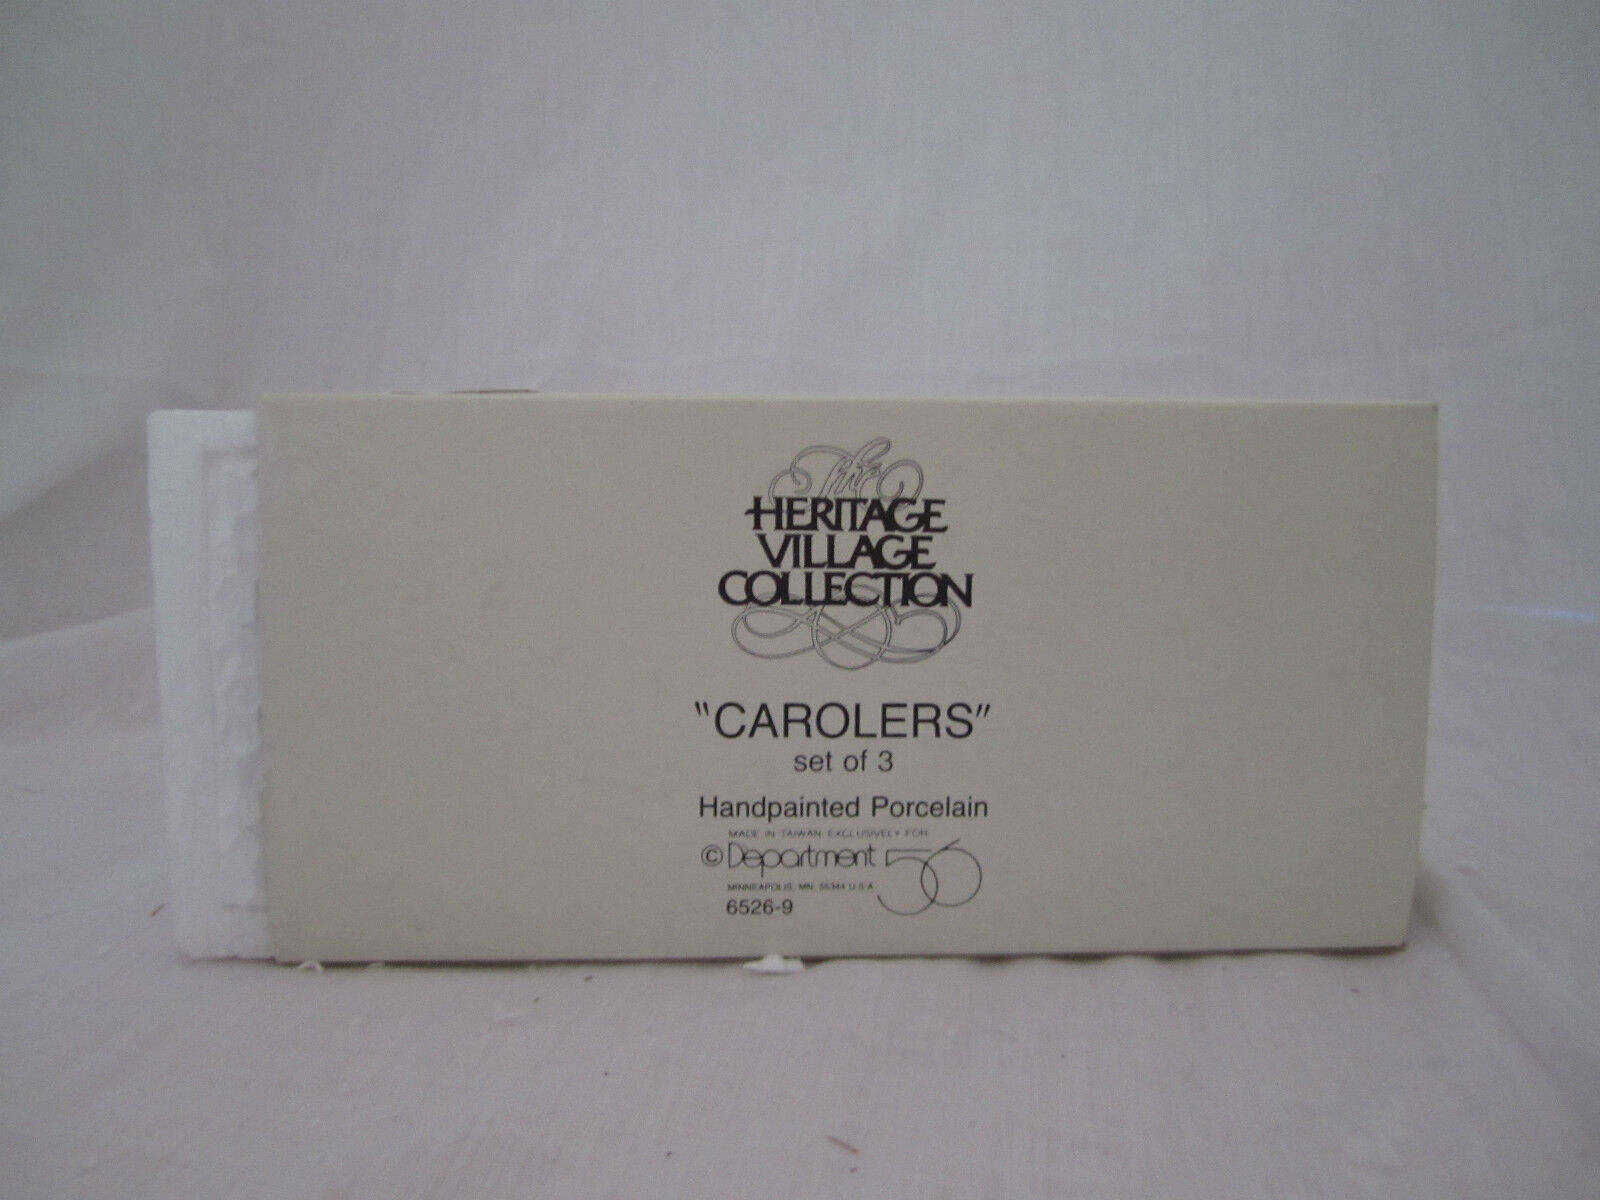 The
HERITAGE
VILLAGE
COLLECTION
"CAROLERS"
set of 3
Handpainted Porcelain
MADE IN TAIWAN EXCLUSIVELY FOR
© Department 56
MINNEAPOLIS, MN 55344 U.S.A
6526-9